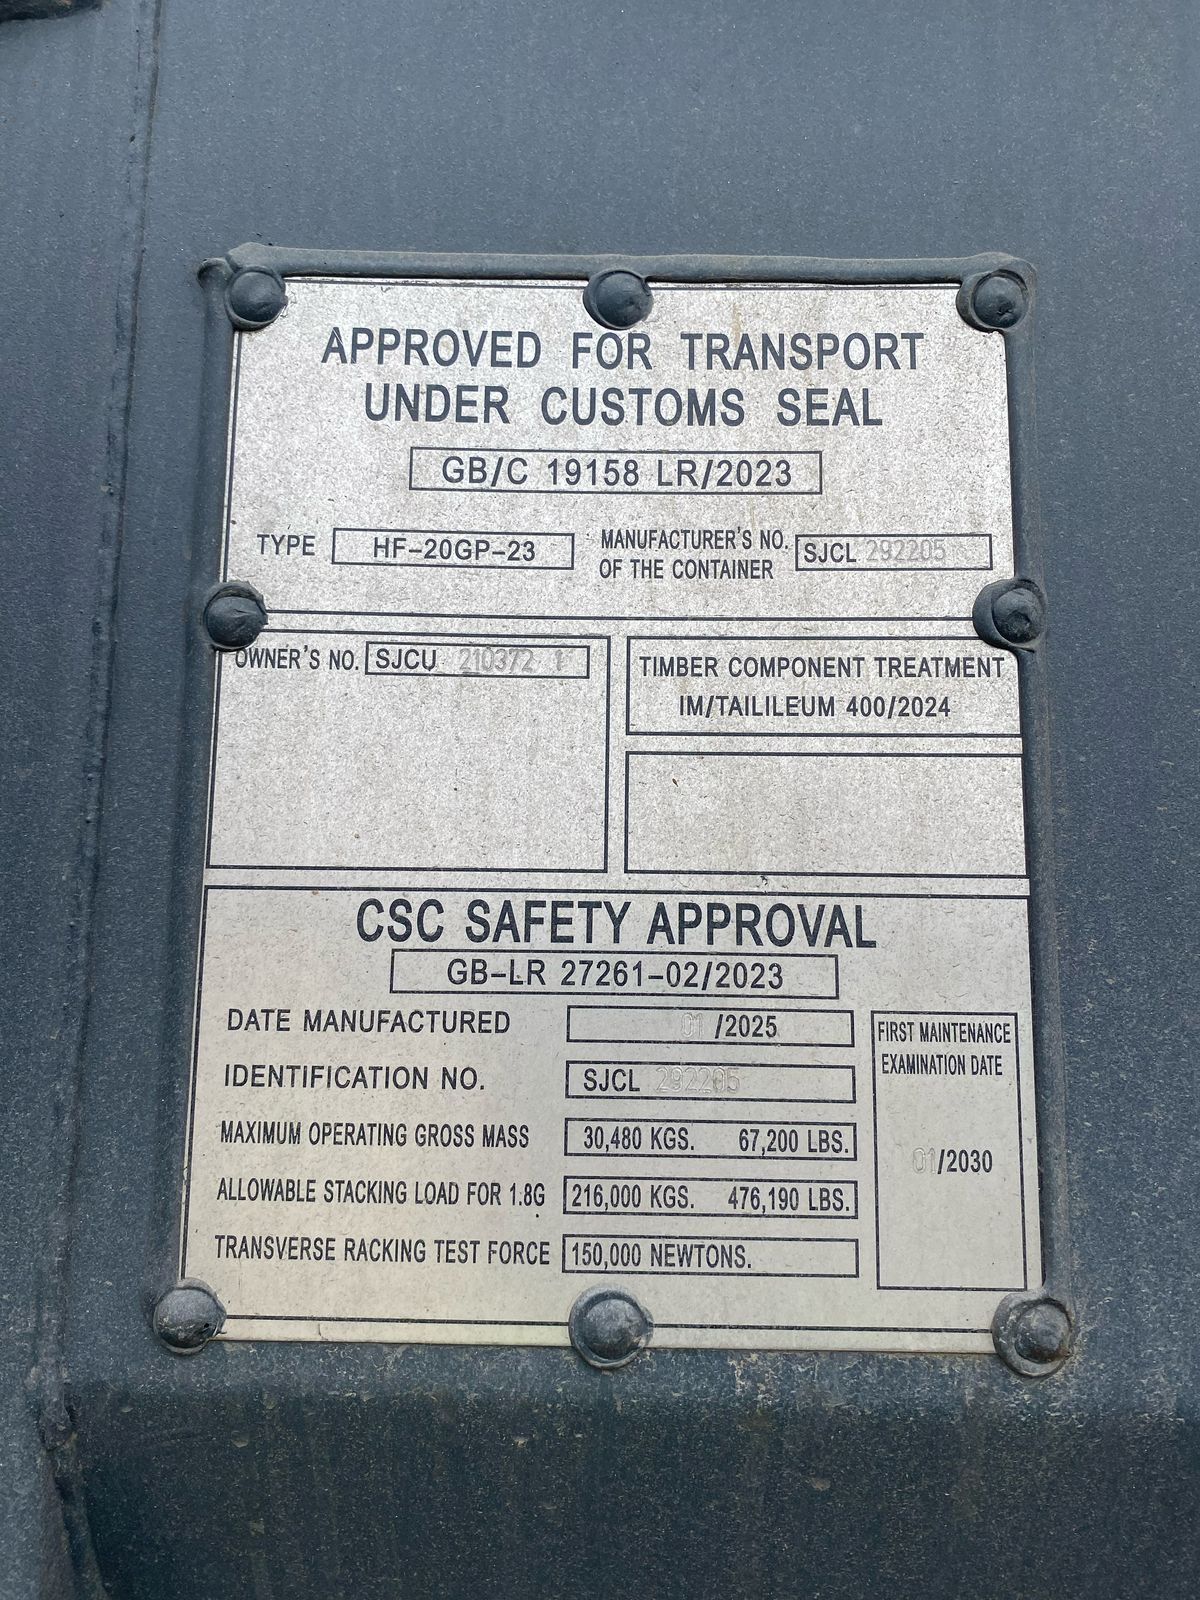 APPROVED FOR TRANSPORT
UNDER CUSTOMS SEAL
GB/C 19158 LR/2023
TYPE HF-20GP-23 MANUFACTURER'S NO. OF THE CONTAINER SJCL 292205
OWNER'S NO. SJCU 210372 1
TIMBER COMPONENT TREATMENT
IM/TAILILEUM 400/2024
CSC SAFETY APPROVAL
GB-LR 27261-02/2023
DATE MANUFACTURED 01/2025
IDENTIFICATION NO. SJCL 292205
MAXIMUM OPERATING GROSS MASS 30,480 KGS. 67,200 LBS.
ALLOWABLE STACKING LOAD FOR 1.8G 216,000 KGS. 476,190 LBS.
TRANSVERSE RACKING TEST FORCE 150,000 NEWTONS.
FIRST MAINTENANCE
EXAMINATION DATE
01/2030